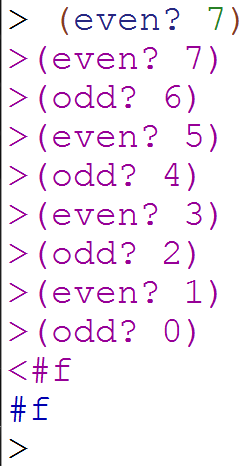 > (even? 7)
>(even? 7)
>(odd? 6)
>(even? 5)
>(odd? 4)
>(even? 3)
>(odd? 2)
>(even? 1)
>(odd? 0)
<#f
#f
>